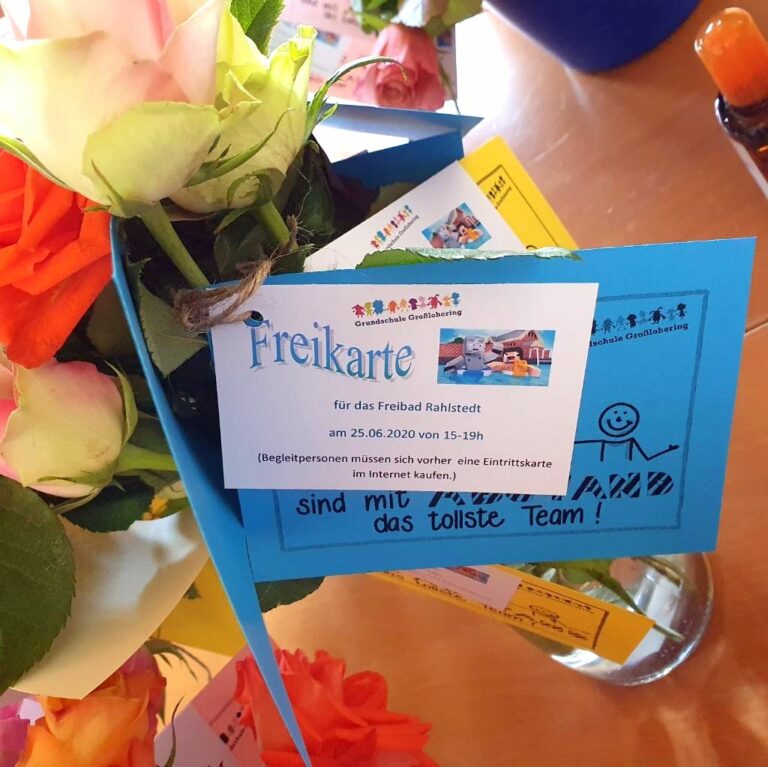 Grundschule Großlohering
Freikarte
für das Freibad Rahlstedt
am 25.06.2020 von 15-19h
(Begleitpersonen müssen sich vorher eine Eintrittskarte
im Internet kaufen.)
Großlohering
sind mit ABSTAND
das tollste Team !